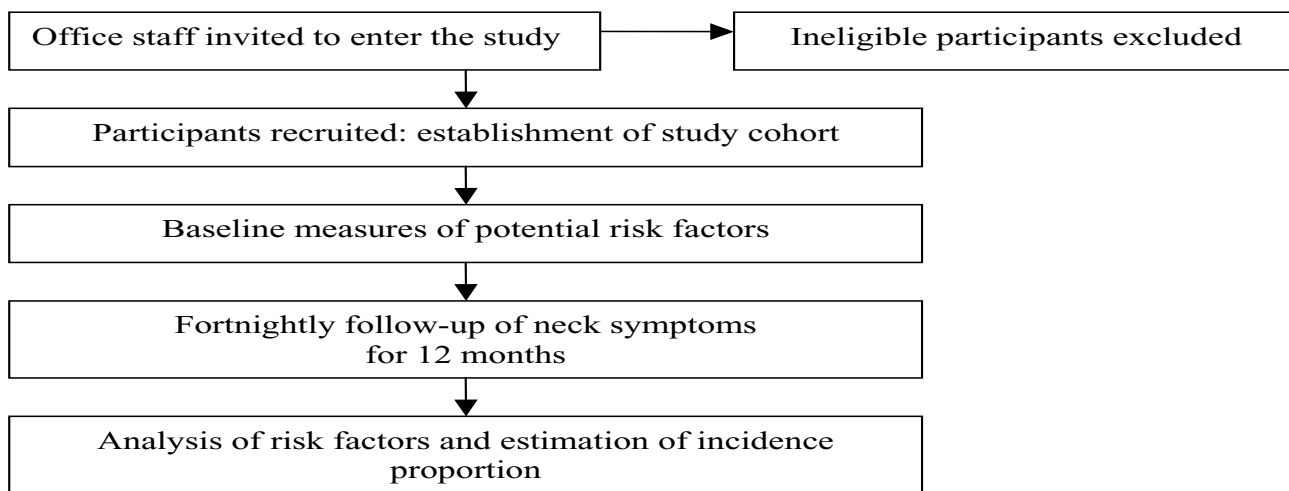 Office staff invited to enter the study
Ineligible participants excluded
Participants recruited: establishment of study cohort
Baseline measures of potential risk factors
Fortnightly follow-up of neck symptoms
for 12 months
Analysis of risk factors and estimation of incidence
proportion